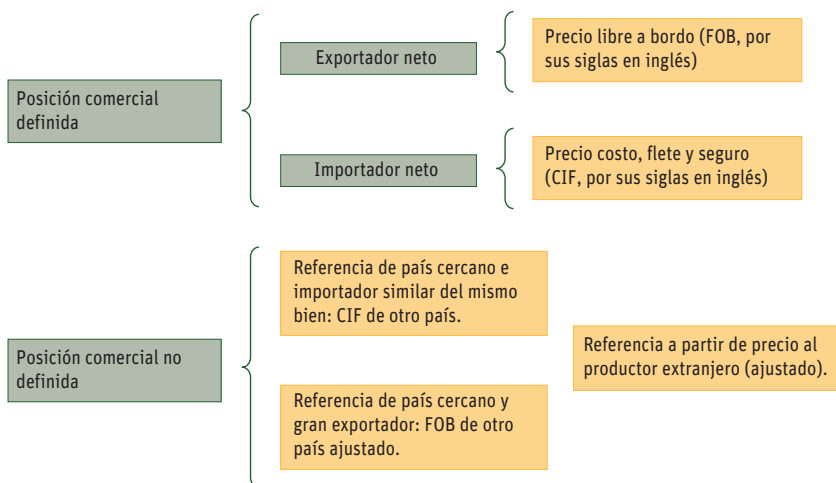 Posición comercial
definida
Exportador neto
Precio libre a bordo (FOB, por
sus siglas en inglés)
Importador neto
Precio costo, flete y seguro
(CIF, por sus siglas en inglés)
Posición comercial no
definida
Referencia de país cercano e
importador similar del mismo
bien: CIF de otro país.
Referencia de país cercano y
gran exportador: FOB de otro
país ajustado.
Referencia a partir de precio al
productor extranjero (ajustado).